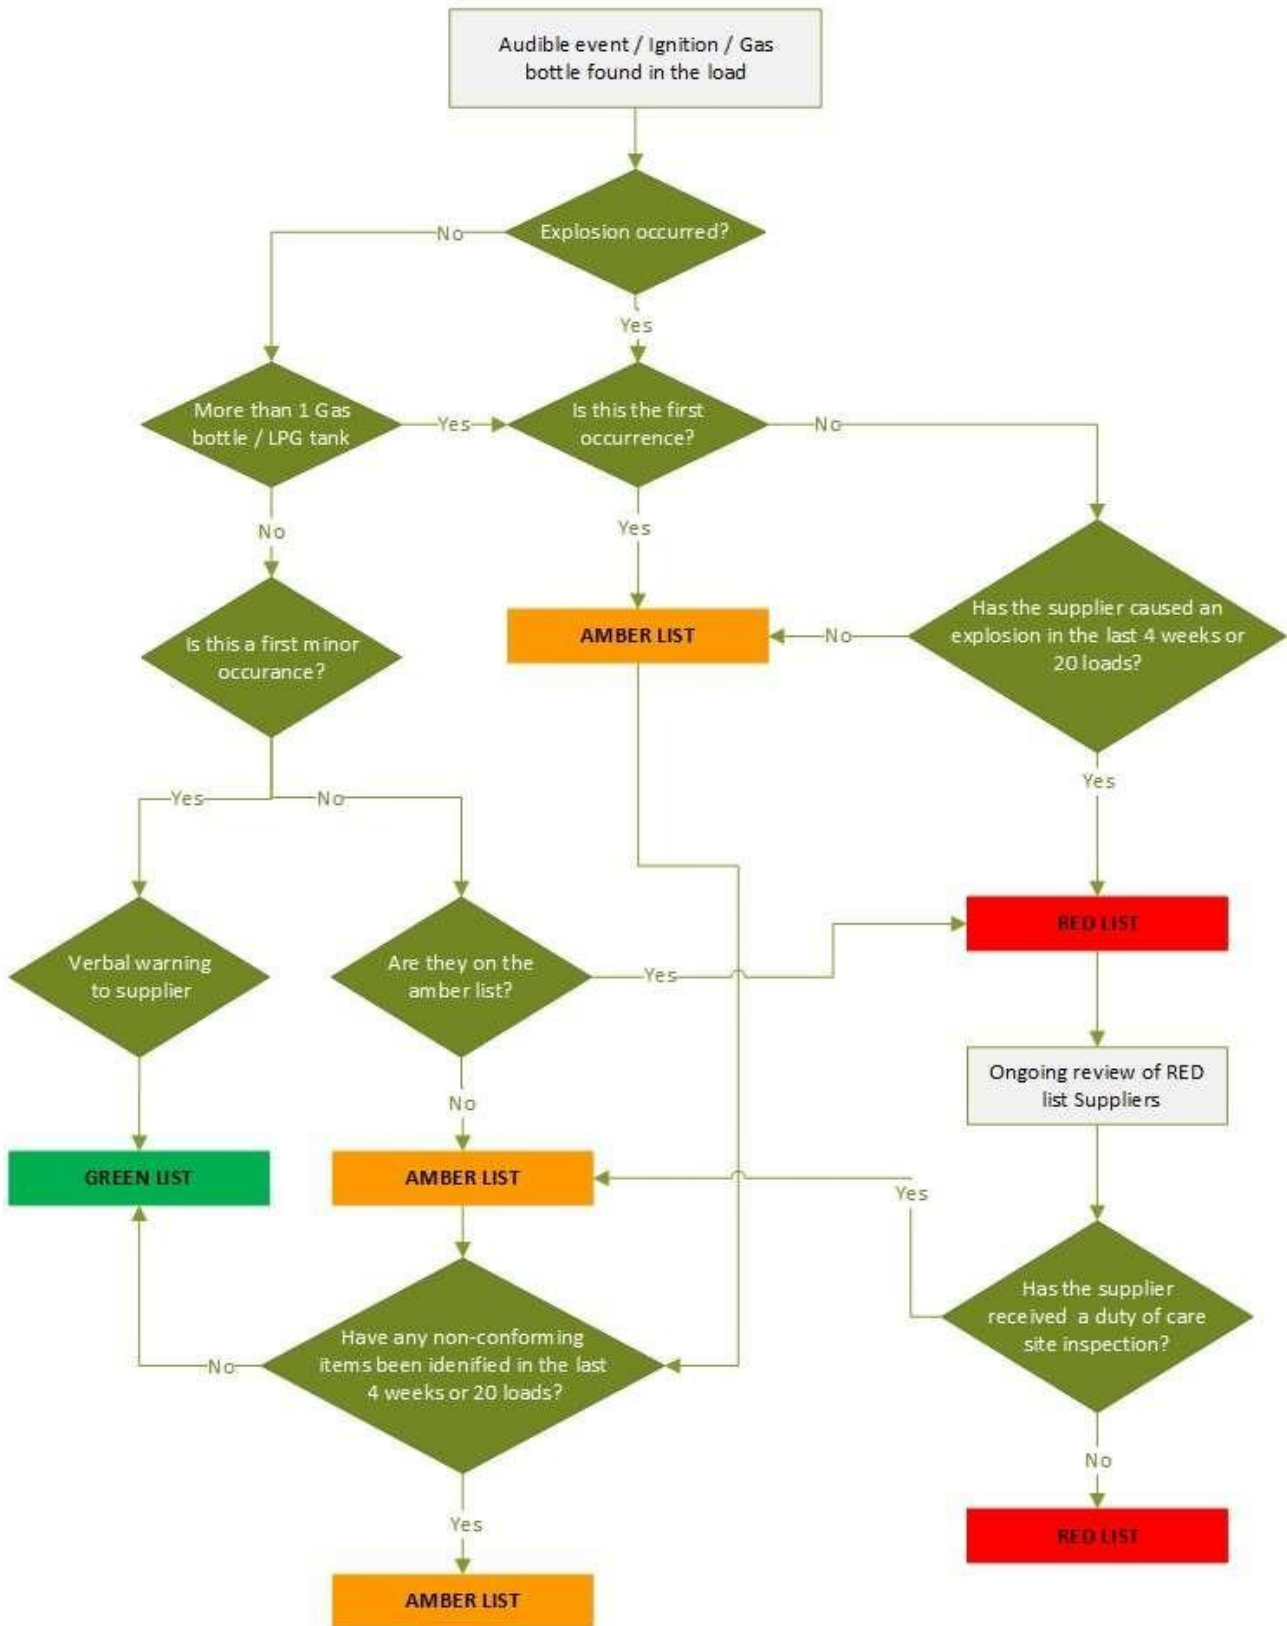 Audible event / Ignition / Gas
bottle found in the load
Explosion occurred?
No
Yes
More than 1 Gas
bottle / LPG tank
Yes
Is this the first
occurrence?
No
No
Yes
Is this a first minor
occurance?
AMBER LIST
No
Has the supplier caused an
explosion in the last 4 weeks or
20 loads?
Yes
Yes
No
Verbal warning
to supplier
Are they on the
amber list?
Yes
RED LIST
No
Ongoing review of RED
list Suppliers
GREEN LIST
AMBER LIST
Yes
Has the supplier
received a duty of care
site inspection?
No
Have any non-conforming
items been idenified in the last
4 weeks or 20 loads?
No
Yes
RED LIST
AMBER LIST